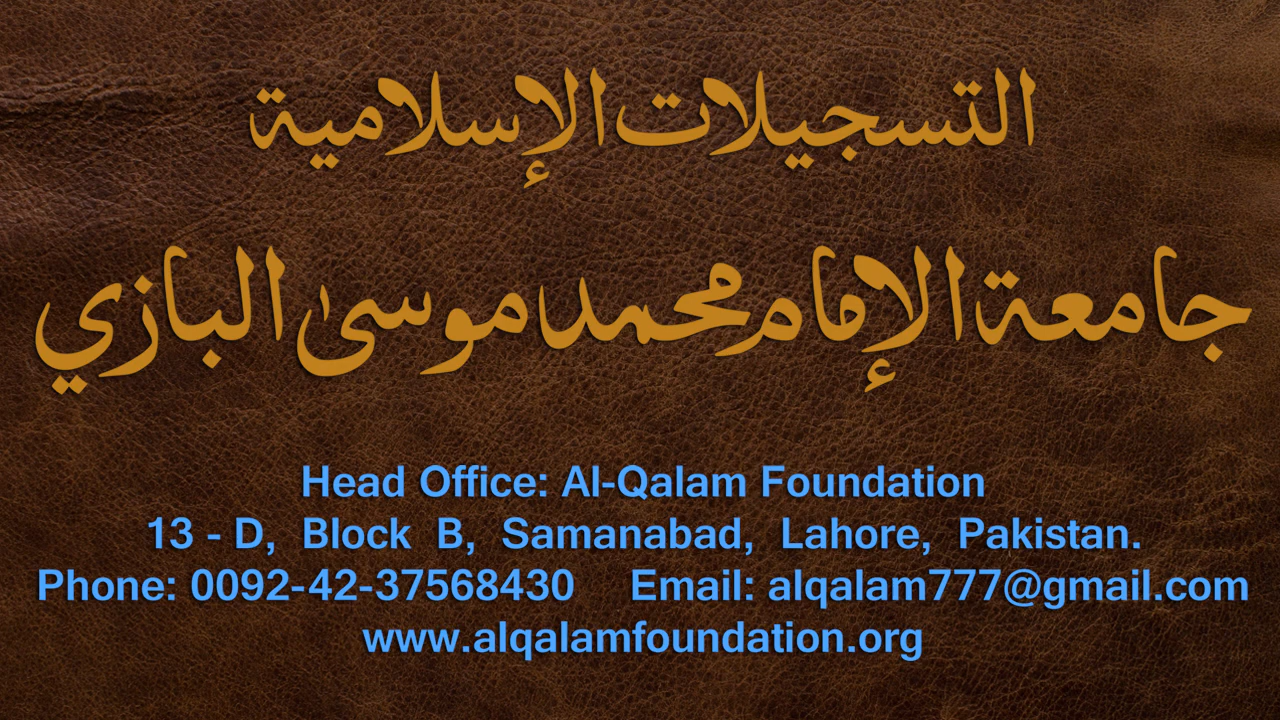 التسجيلات الإسلامية
جامعة الإمام محمد موسىٰ البازي
Head Office: Al-Qalam Foundation
13 - D, Block B, Samanabad, Lahore, Pakistan.
Phone: 0092-42-37568430 Email: alqalam777@gmail.com
www.alqalamfoundation.org